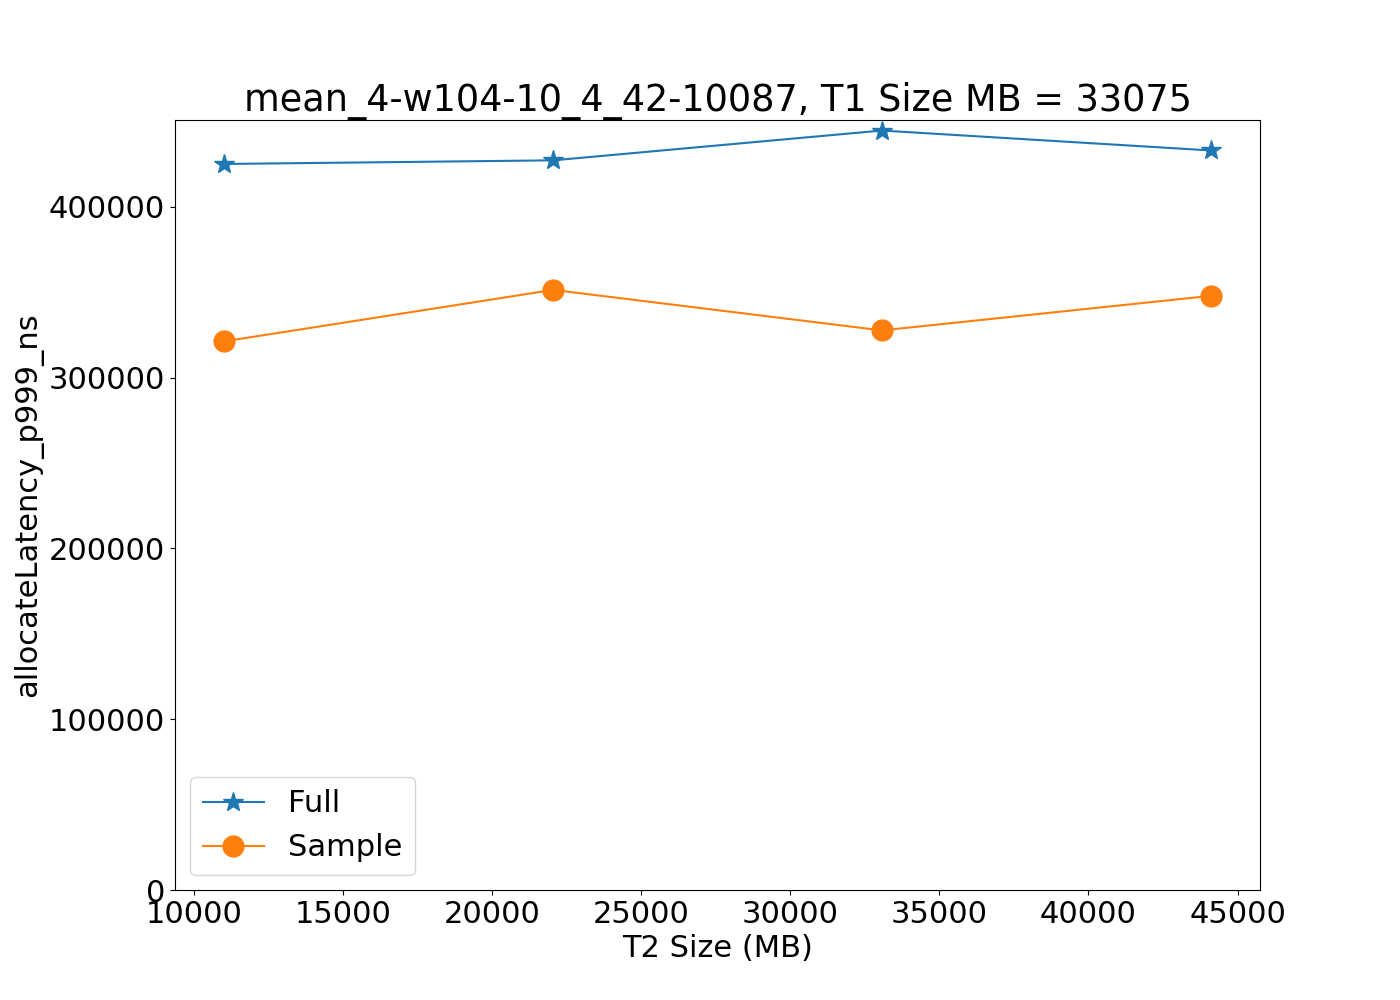 mean_4-w104-10_4_42-10087, T1 Size MB = 33075
allocateLatency_p999_ns
400000
300000
200000
100000
0
Full
Sample
10000 15000 20000 25000 30000 35000 40000 45000
T2 Size (MB)